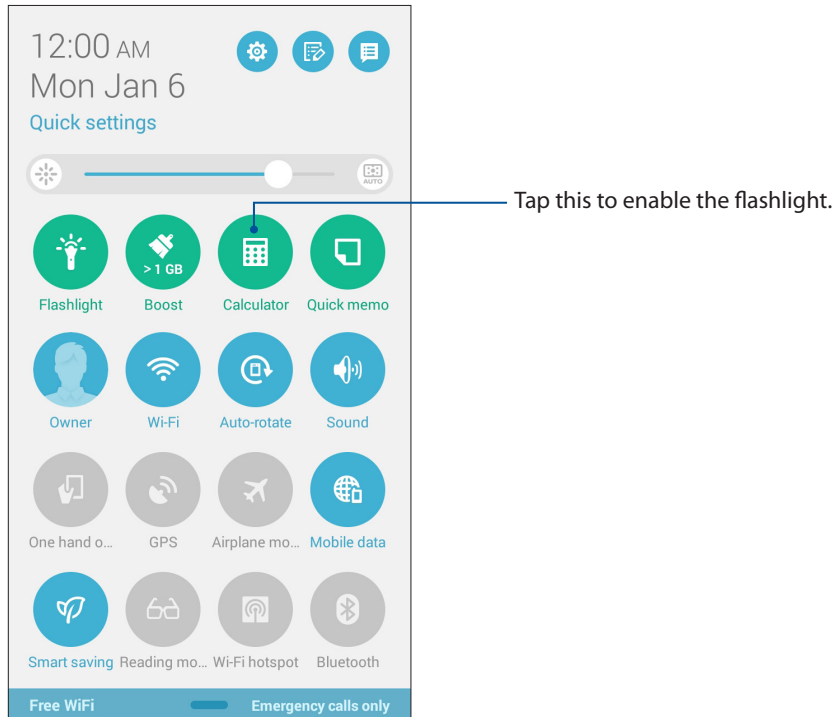 12:00 AM
Mon Jan 6
Quick settings
AUTO
Tap this to enable the flashlight.
> 1 GB
Flashlight Boost Calculator Quick memo
Owner Wi-Fi Auto-rotate Sound
One hand o... GPS Airplane mo... Mobile data
Smart saving Reading mo... Wi-Fi hotspot Bluetooth
Free WiFi Emergency calls only